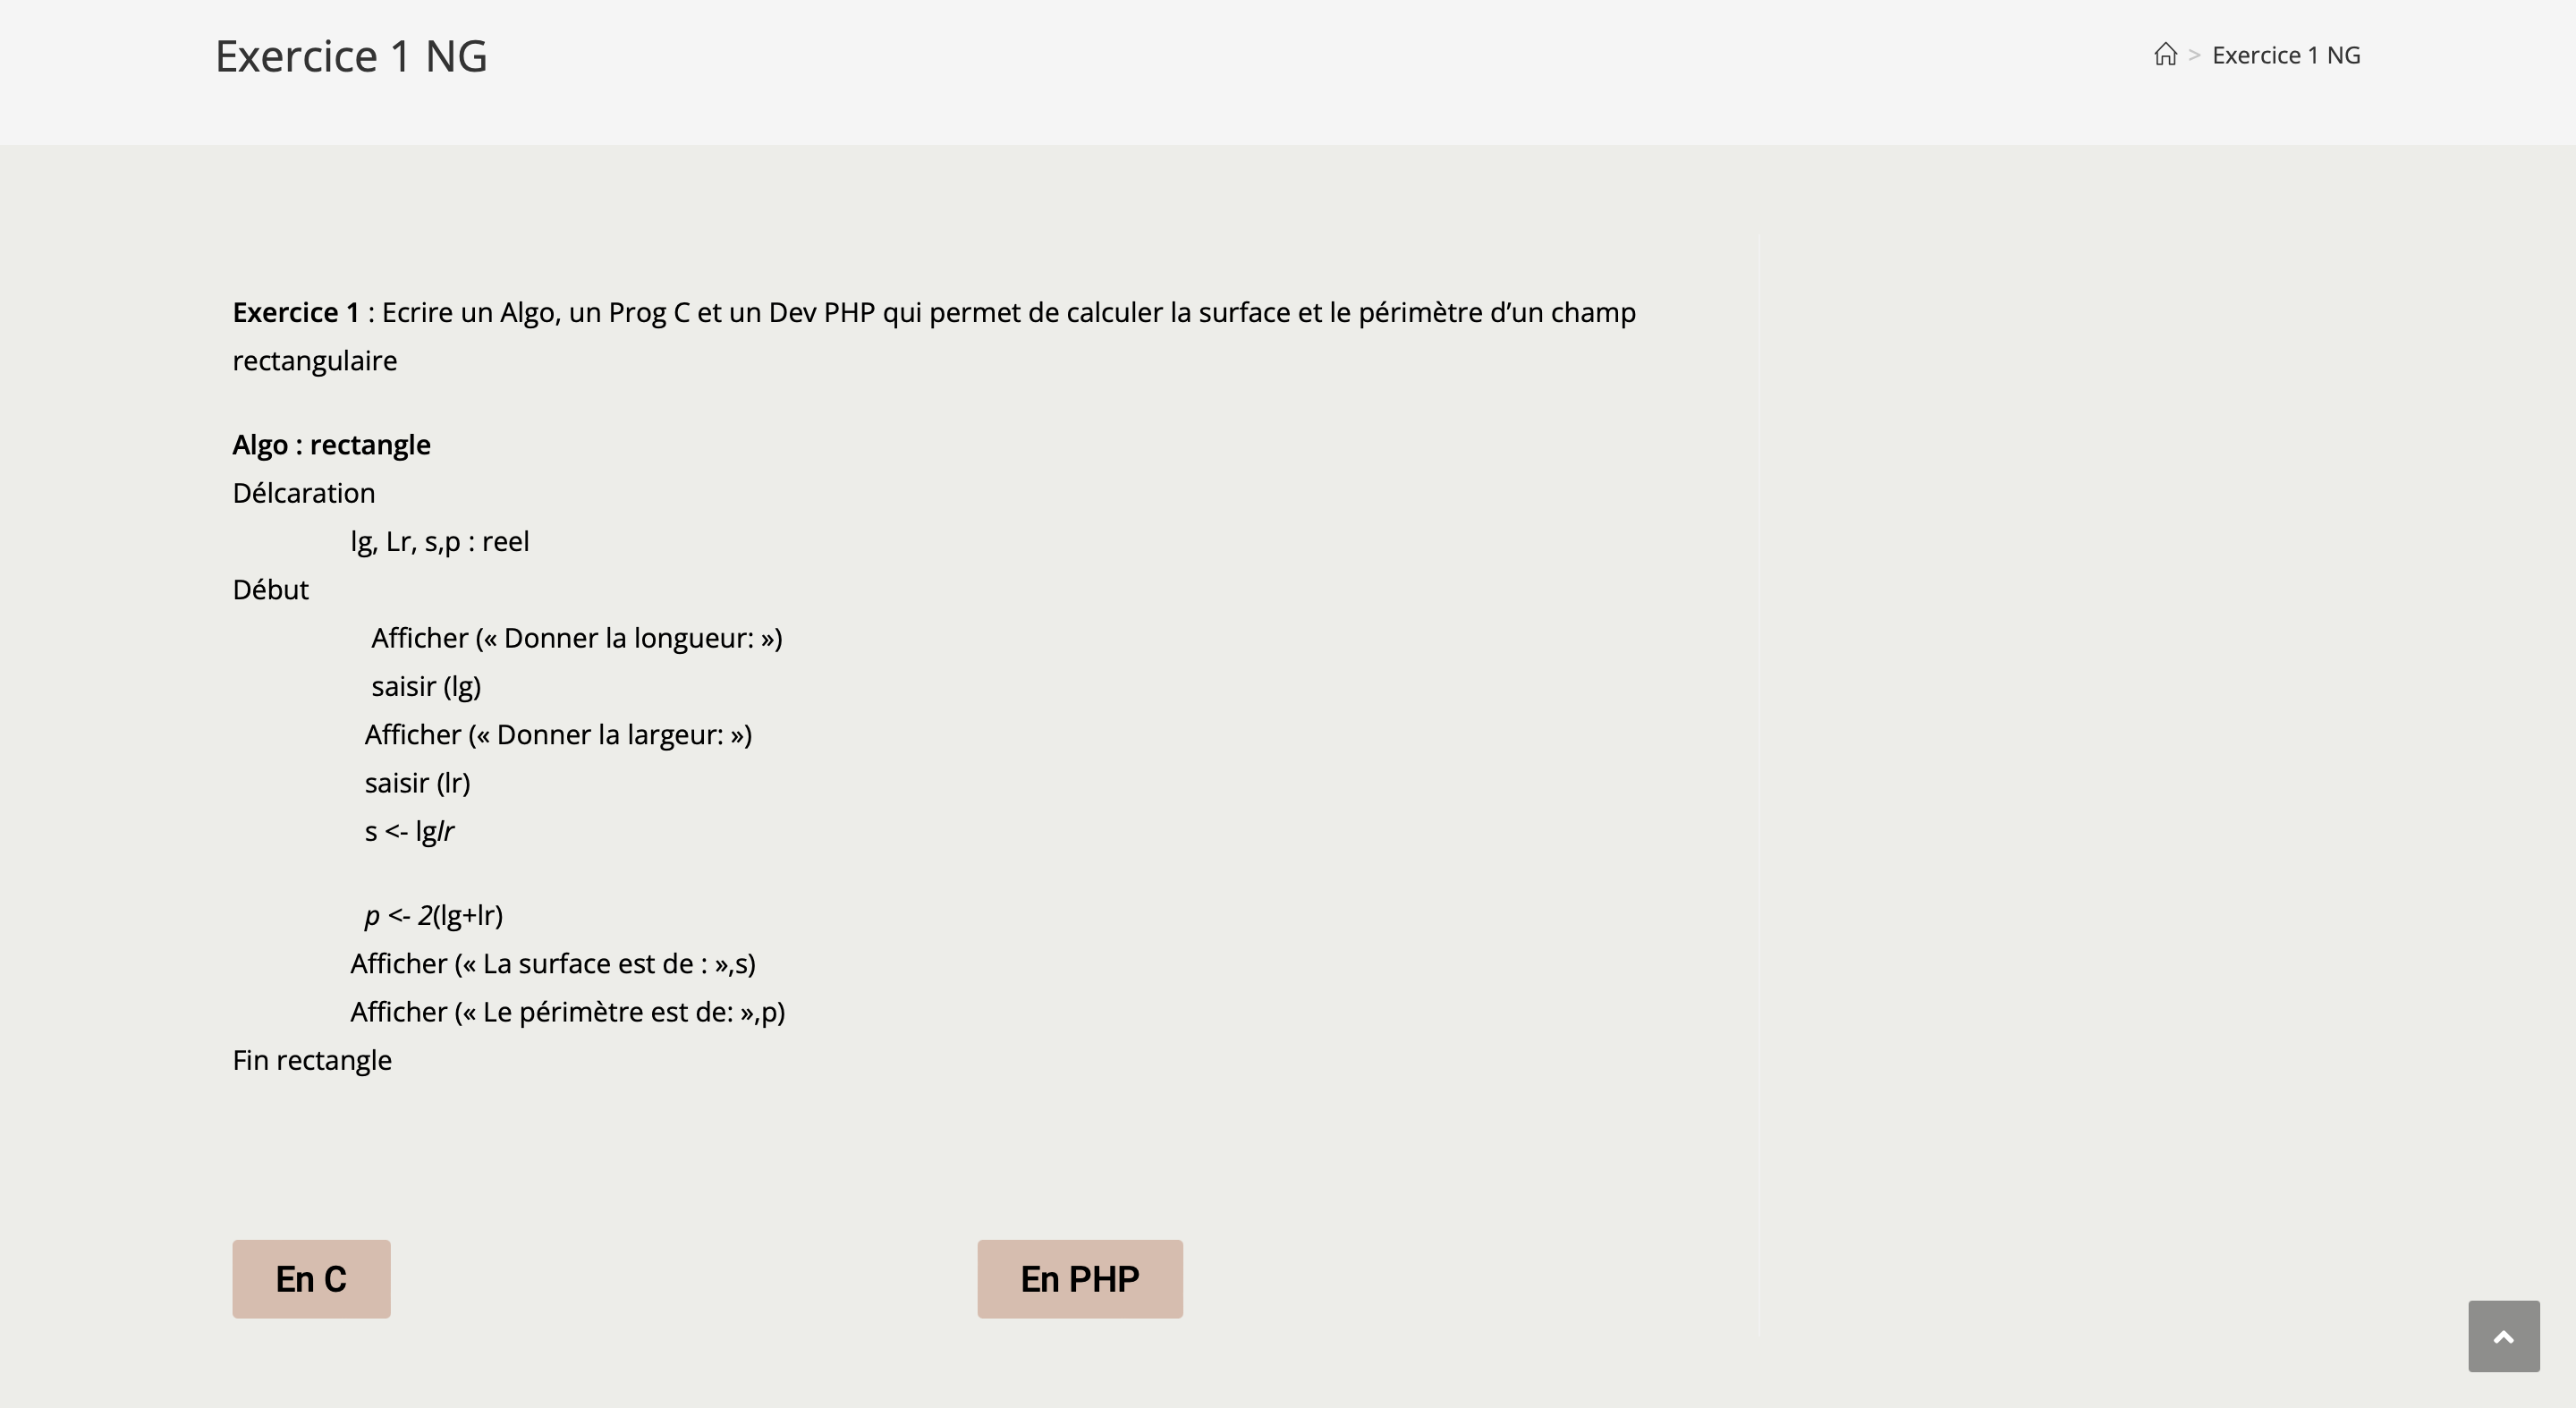 Exercice 1 NG
> Exercice 1 NG
Exercice 1 : Ecrire un Algo, un Prog C et un Dev PHP qui permet de calculer la surface et le périmètre d’un champ
rectangulaire
Algo : rectangle
Délcaration
lg, Lr, s,p : reel
Début
Afficher (« Donner la longueur: »)
saisir (lg)
Afficher (« Donner la largeur: »)
saisir (lr)
s <- lglr
p <- 2(lg+lr)
Afficher (« La surface est de : »,s)
Afficher (« Le périmètre est de: »,p)
Fin rectangle
En C
En PHP